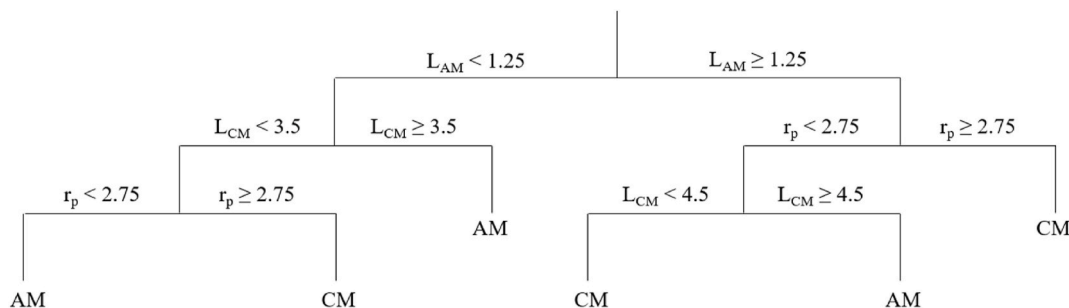 L_AM < 1.25 L_AM ≥ 1.25
L_CM < 3.5 L_CM ≥ 3.5 r_p < 2.75 r_p ≥ 2.75
r_p < 2.75 r_p ≥ 2.75 L_CM < 4.5 L_CM ≥ 4.5
AM CM
AM CM CM AM